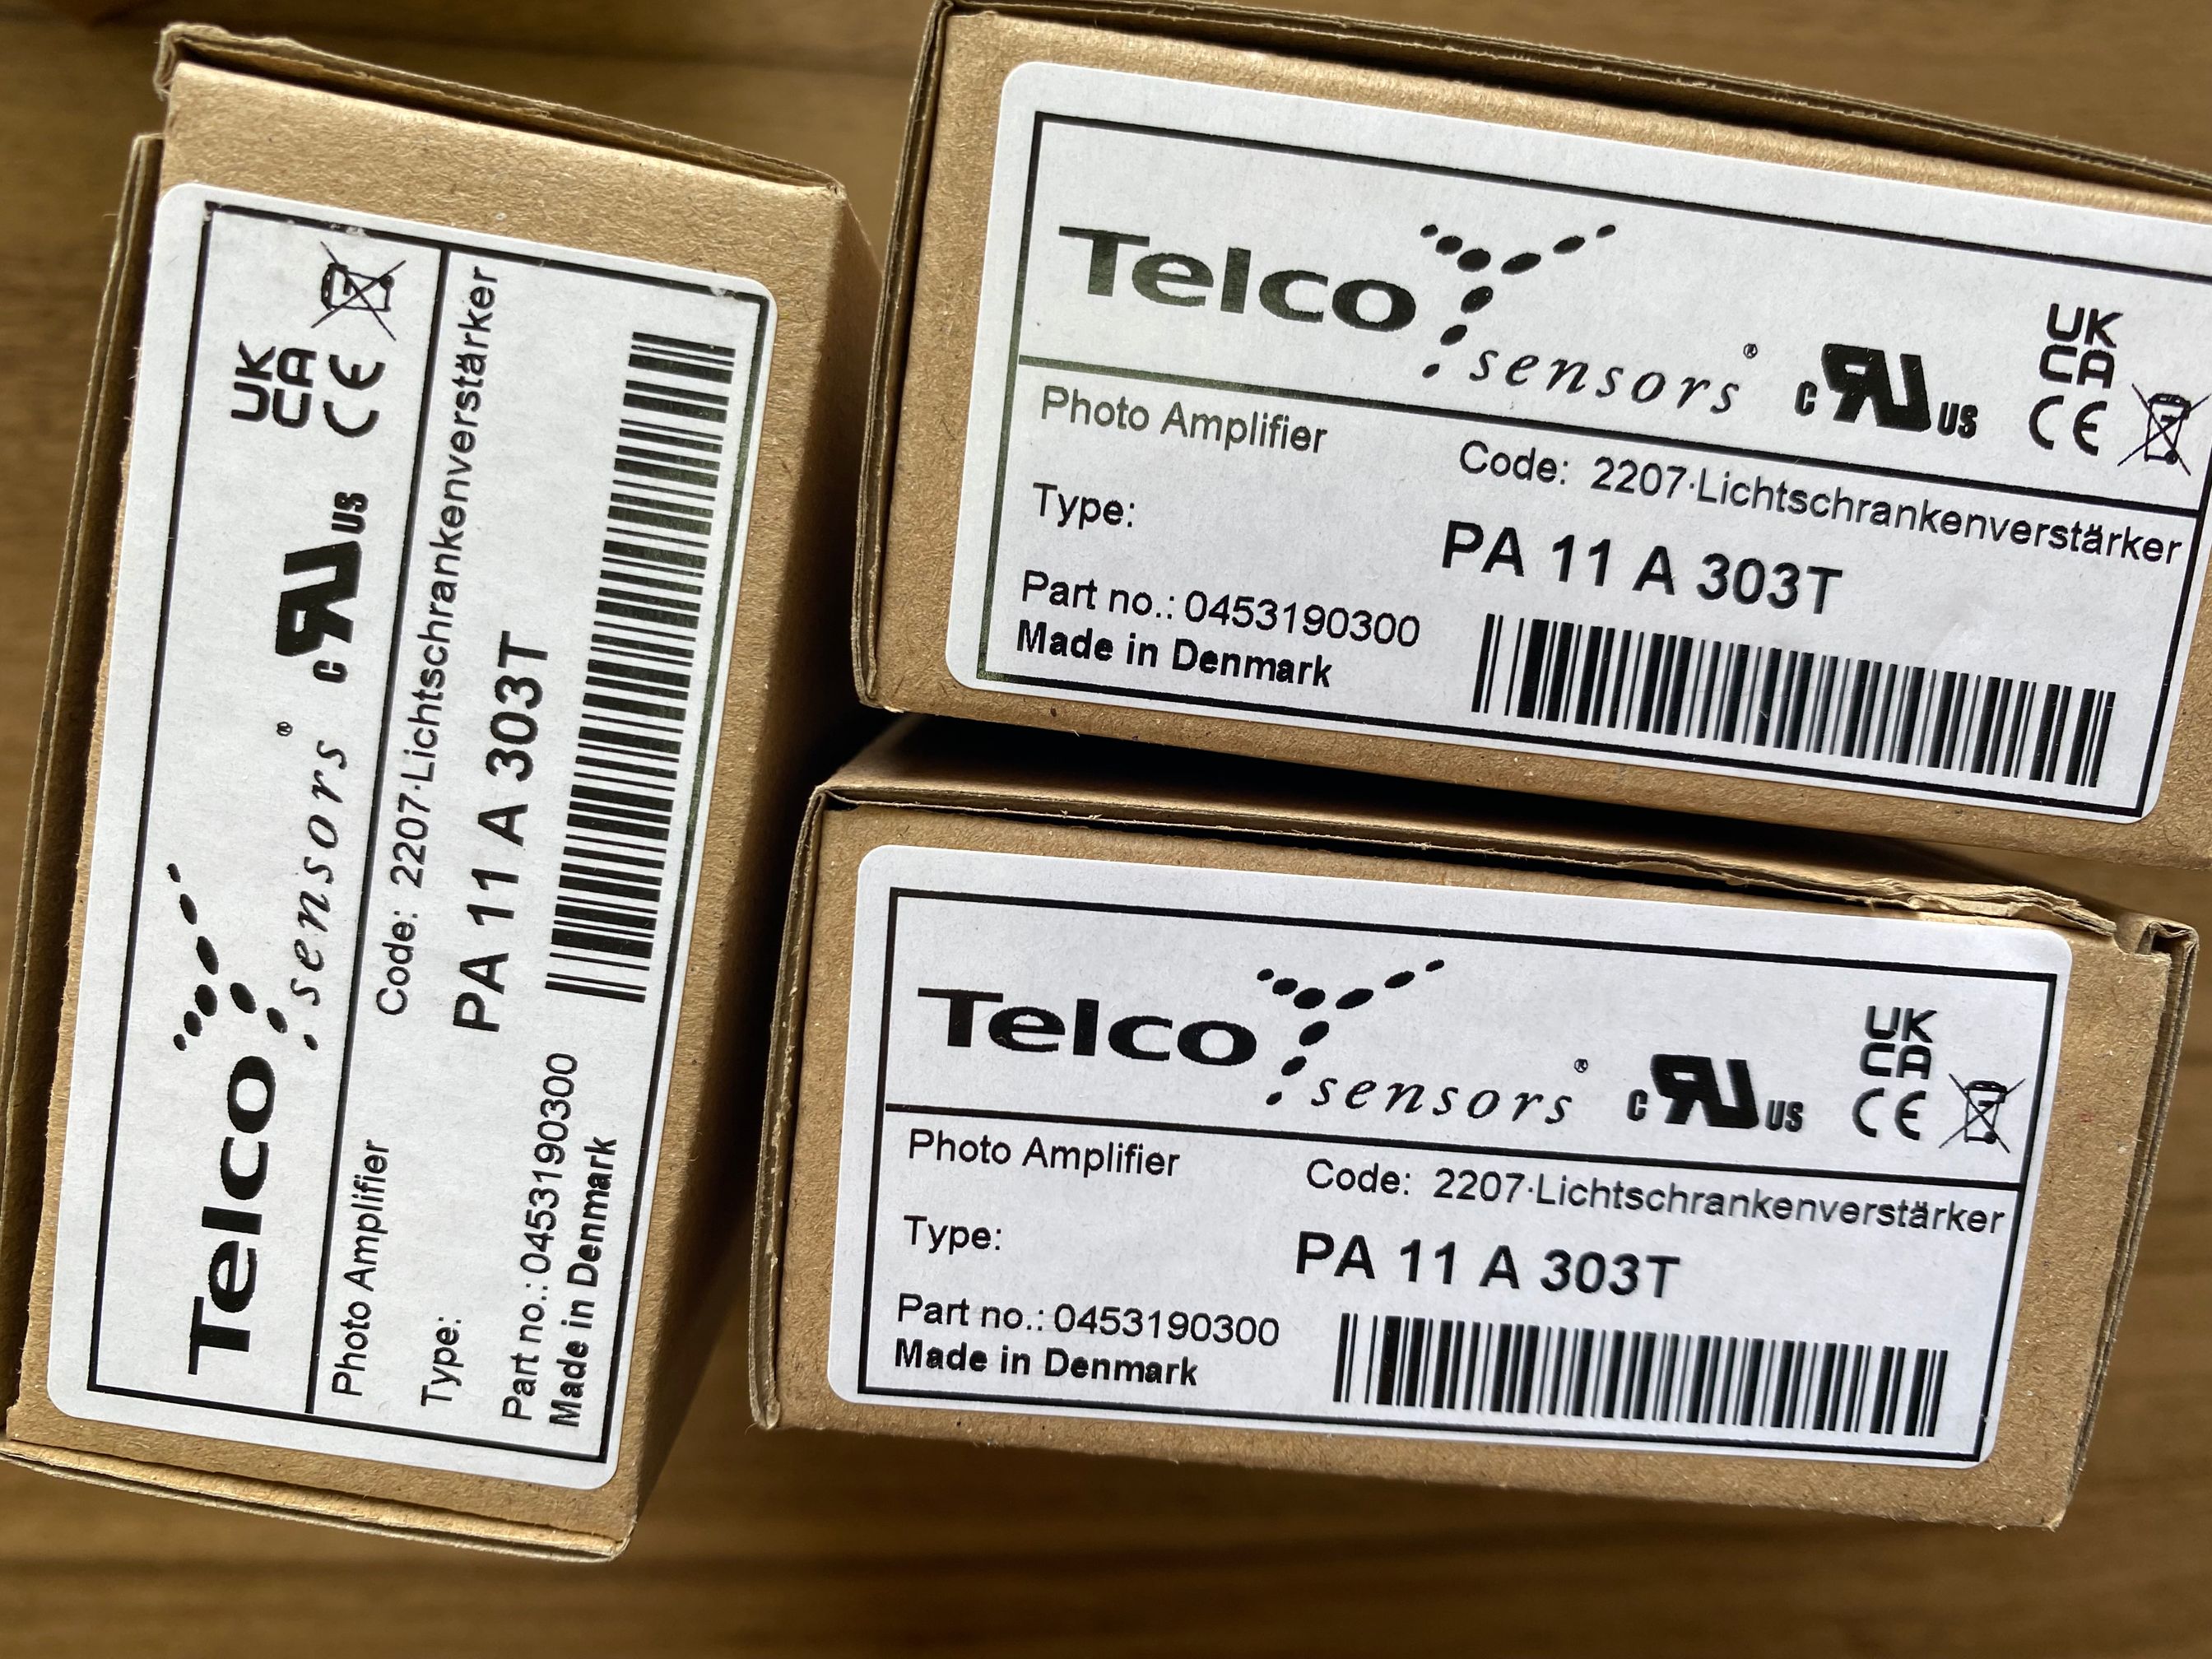 Telco
sensors ®
c RU us
UK
CA
CE
Photo Amplifier
Code: 2207·Lichtschrankenverstärker
Type:
PA 11 A 303T
Part no.: 0453190300
Made in Denmark
Telco
sensors ®
c RU us
UK
CA
CE
Photo Amplifier
Code: 2207·Lichtschrankenverstärker
Type:
PA 11 A 303T
Part no.: 0453190300
Made in Denmark
Telco
sensors ®
c RU us
UK
CA
CE
Photo Amplifier
Code: 2207·Lichtschrankenverstärker
Type:
PA 11 A 303T
Part no.: 0453190300
Made in Denmark